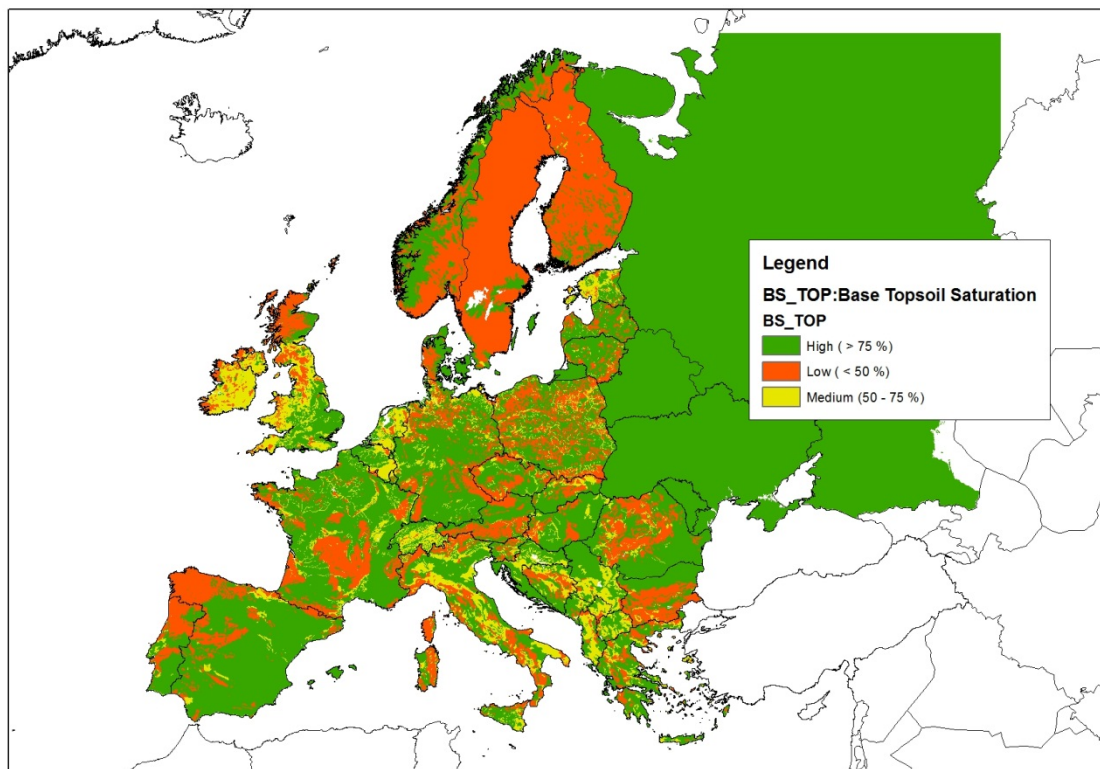 Legend
BS_TOP:Base Topsoil Saturation
BS_TOP
High ( > 75 %)
Low ( < 50 %)
Medium (50 - 75 %)